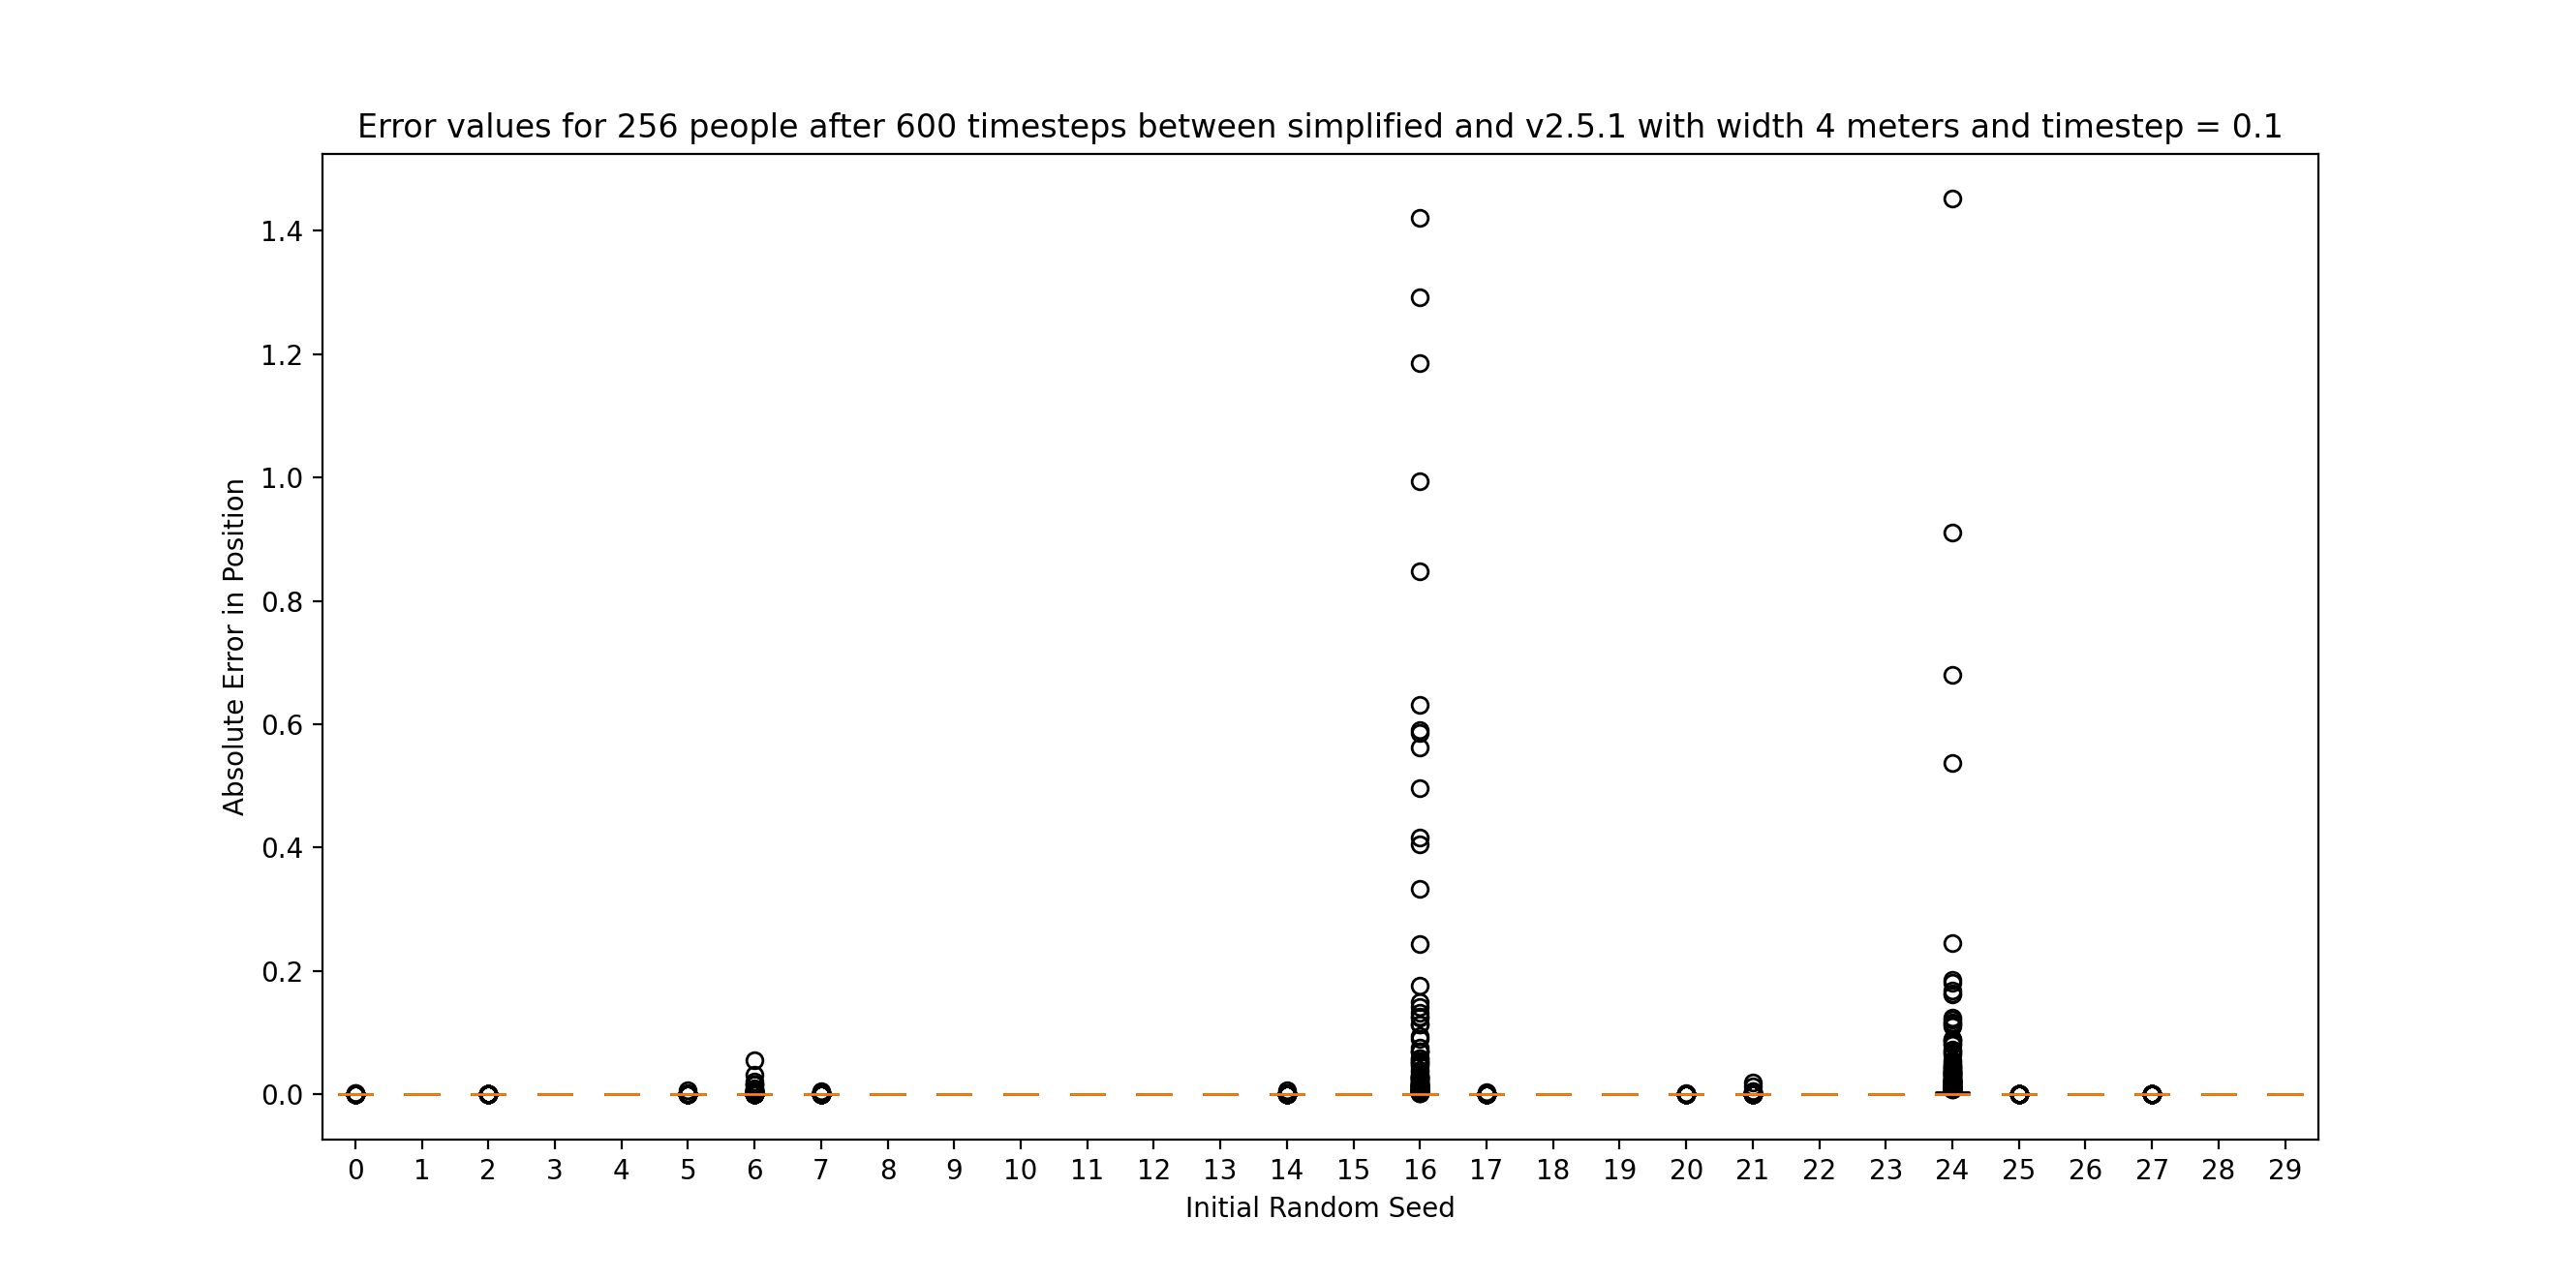 Error values for 256 people after 600 timesteps between simplified and v2.5.1 with width 4 meters and timestep = 0.1
Absolute Error in Position
1.4
1.2
1.0
0.8
0.6
0.4
0.2
0.0
0 1 2 3 4 5 6 7 8 9 10 11 12 13 14 15 16 17 18 19 20 21 22 23 24 25 26 27 28 29
Initial Random Seed